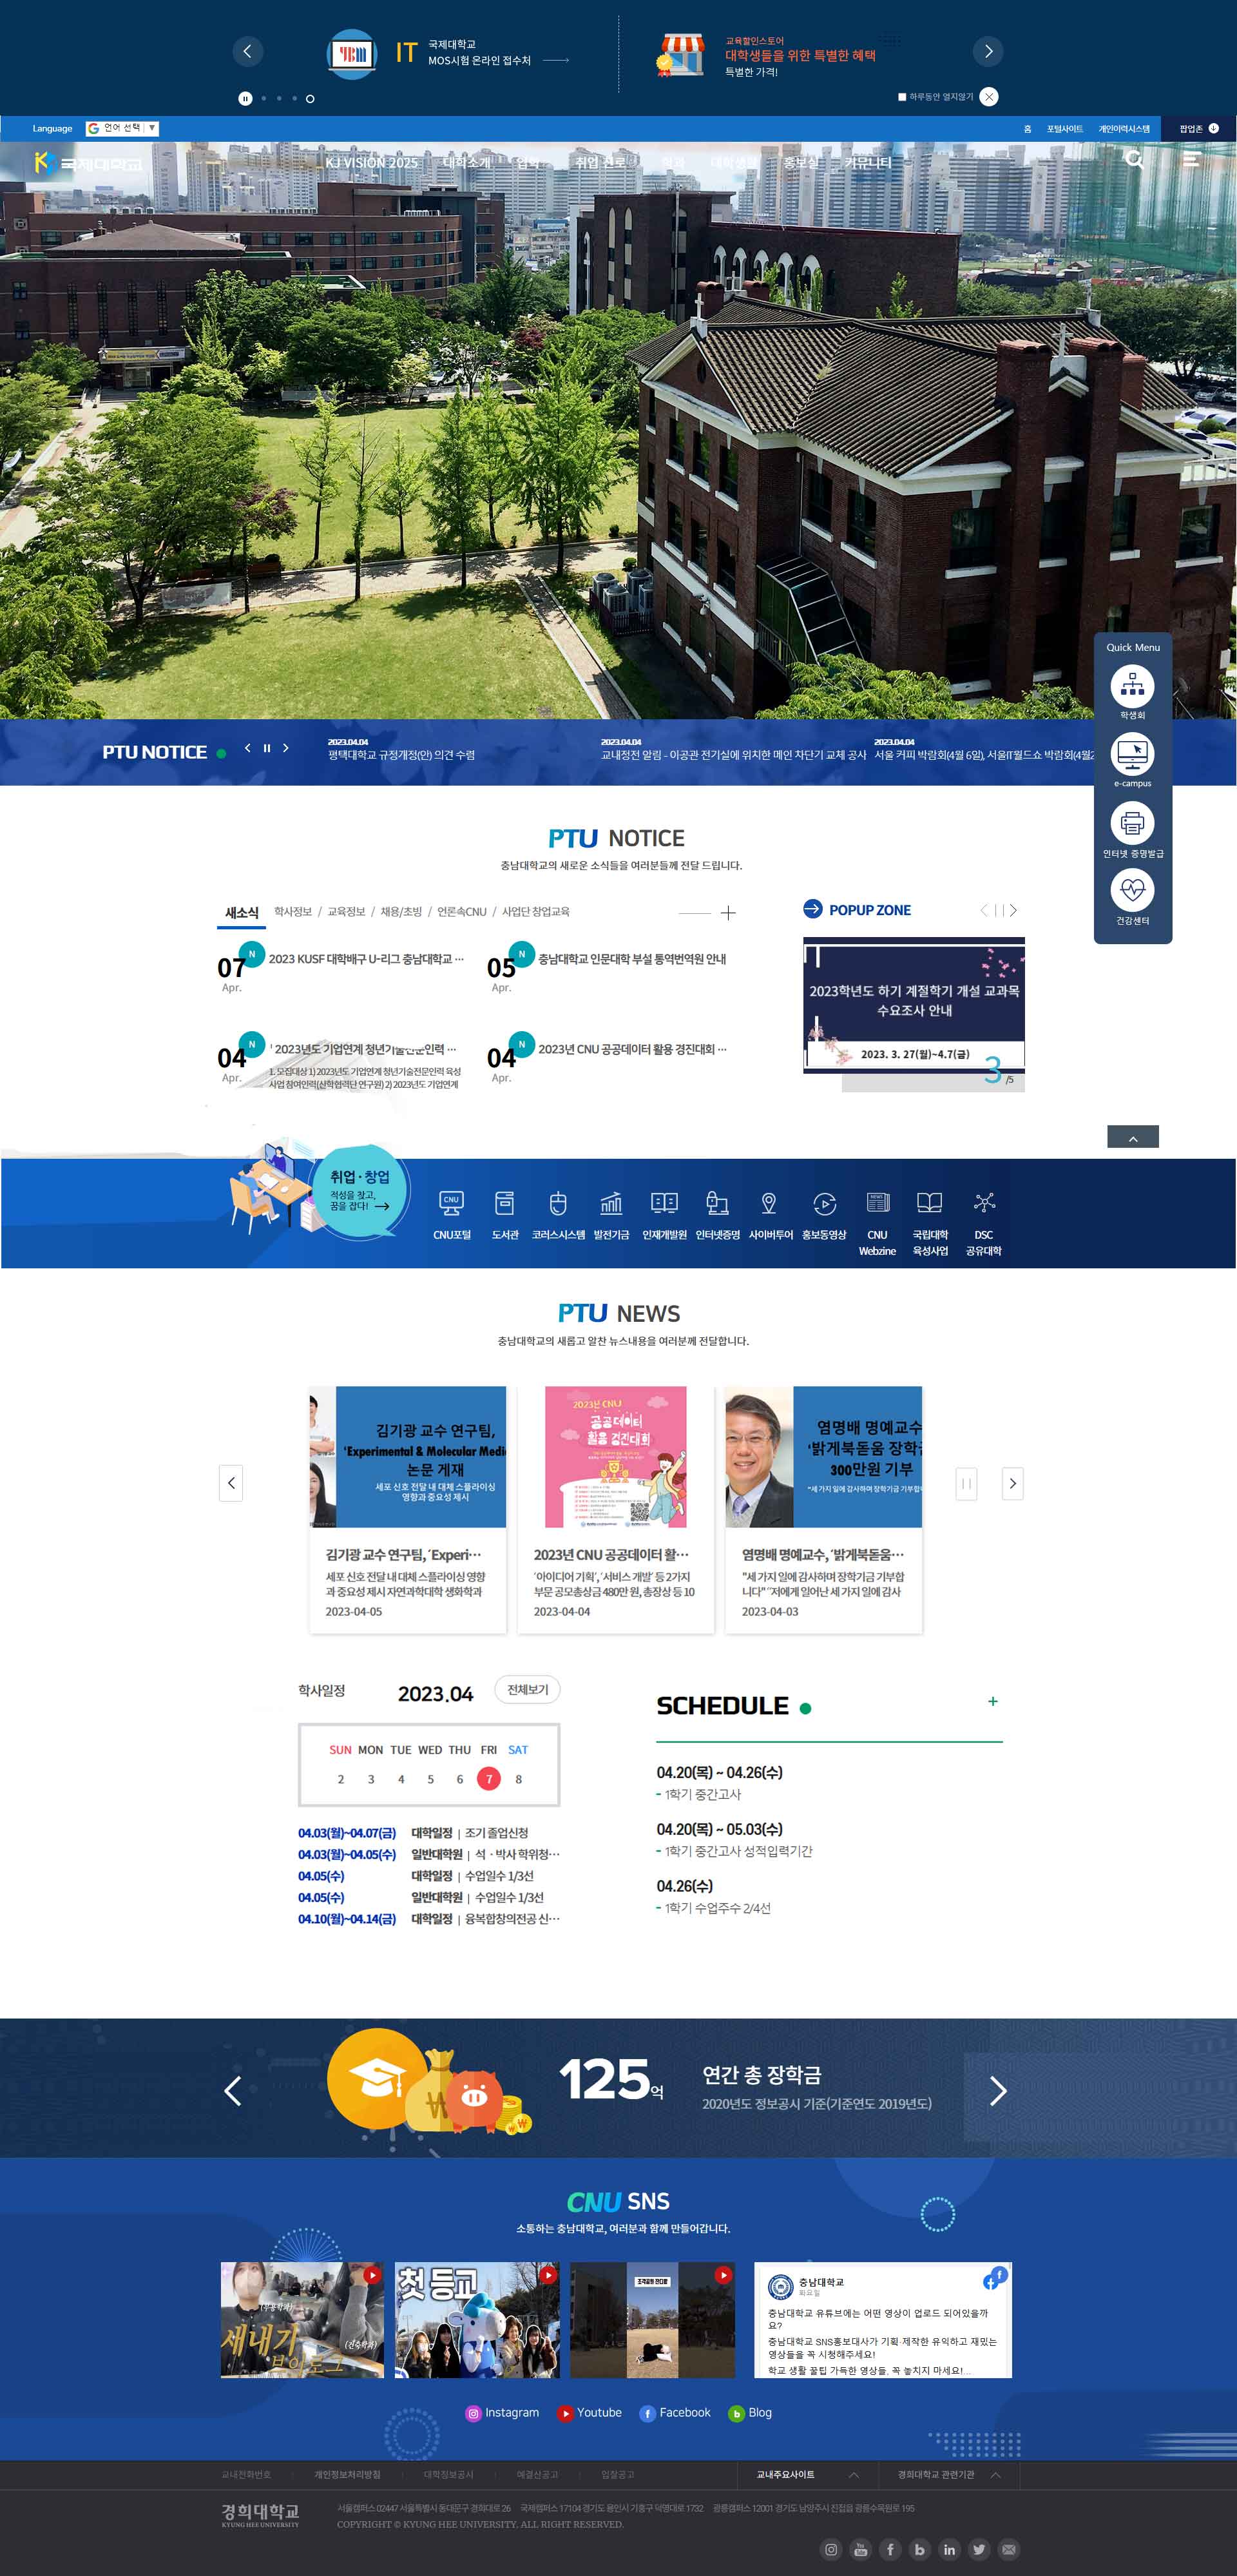 국제대학교
IT
MOS시험 온라인 접수처
교육할인스토어
대학생들을 위한 특별한 혜택
특별한 가격!
하루동안 열지않기
Language
언어 선택
홈 포털사이트 개인이력시스템 팝업존
국제대학교
KJ VISION 2025 대학소개 입학 취업 진로 학과 대학생활 홍보실 커뮤니티
Quick Menu
학생회
e-campus
인터넷 증명발급
건강센터
PTU NOTICE
2023.04.04
평택대학교 규정개정(안) 의견 수렴
2023.04.04
교내정전 알림 - 이공관 전기실에 위치한 메인 차단기 교체 공사
2023.04.04
서울 커피 박람회(4월 6일), 서울IT월드쇼 박람회(4월2
PTU NOTICE
충남대학교의 새로운 소식들을 여러분들께 전달 드립니다.
새소식 학사정보 / 교육정보 / 채용/초빙 / 언론속CNU / 사업단 창업교육
POPUP ZONE
07
Apr.
N
2023 KUSF 대학배구 U-리그 충남대학교 ···
05
Apr.
N
충남대학교 인문대학 부설 통역번역원 안내
04
Apr.
N
' 2023년도 기업연계 청년기술전문인력 ···
1. 모집대상 1) 2023년도 기업연계 청년기술전문인력 육성
사업 참여인력(산학협력단 연구원) 2) 2023년도 기업연계
04
Apr.
N
2023년 CNU 공공데이터 활용 경진대회 ···
2023학년도 하기 계절학기 개설 교과목
수요조사 안내
2023. 3. 27(월)~4.7(금)
3 /5
취업 · 창업
적성을 찾고,
꿈을 잡다!
CNU
NEWS
CNU포털 도서관 코러스시스템 발전기금 인재개발원 인터넷증명 사이버투어 홍보동영상 CNU 국립대학 DSC
Webzine 육성사업 공유대학
PTU NEWS
충남대학교의 새롭고 알찬 뉴스내용을 여러분께 전달합니다.
김기광 교수 연구팀,
'Experimental & Molecular Medi
논문 게재
세포 신호 전달 내 대체 스플라이싱
영향과 중요성 제시
김기광 교수 연구팀, ‘Experi···
세포 신호 전달 내 대체 스플라이싱 영향
과 중요성 제시 자연과학대학 생화학과
2023-04-05
2023년 CNU
공공데이터
활용 경진대회
2023년 CNU 공공데이터 활···
'아이디어 기획', '서비스 개발' 등 2가지
부문 공모총상금 480만 원, 총장상 등 10
2023-04-04
염명배 명예교수
'밝게북돋움 장학금
300만원 기부
"세 가지 일에 감사하며 장학기금 기부합
염명배 명예교수, ‘밝게북돋움···
"세 가지 일에 감사하며 장학기금 기부합
니다" “저에게 일어난 세 가지 일에 감사
2023-04-03
학사일정
2023.04
전체보기
SUN MON TUE WED THU FRI SAT
2 3 4 5 6 7 8
04.03(월)~04.07(금) 대학일정 | 조기 졸업신청
04.03(월)~04.05(수) 일반대학원 | 석 · 박사 학위청···
04.05(수) 대학일정 | 수업일수 1/3선
04.05(수) 일반대학원 | 수업일수 1/3선
04.10(월)~04.14(금) 대학일정 | 융복합창의전공 신···
SCHEDULE
04.20(목) ~ 04.26(수)
- 1학기 중간고사
04.20(목) ~ 05.03(수)
- 1학기 중간고사 성적입력기간
04.26(수)
- 1학기 수업주수 2/4선
125억
연간 총 장학금
2020년도 정보공시 기준(기준연도 2019년도)
CNU SNS
소통하는 충남대학교, 여러분과 함께 만들어갑니다.
새내기
브이로그
(건축학과)
첫 등교
충남대학교
화요일
충남대학교 유튜브에는 어떤 영상이 업로드 되어있을까
요?
충남대학교 SNS홍보대사가 기획·제작한 유익하고 재밌는
영상들을 꼭 시청해주세요!
학교 생활 꿀팁 가득한 영상들, 꼭 놓치지 마세요!...
Instagram Youtube Facebook Blog
교내전화번호 개인정보처리방침 대학정보공시 예결산공고 입찰공고
교내주요사이트 경희대학교 관련기관
경희대학교
KYUNG HEE UNIVERSITY
서울캠퍼스 02447 서울특별시 동대문구 경희대로 26 국제캠퍼스 17104 경기도 용인시 기흥구 덕영대로 1732 광릉캠퍼스 12001 경기도 남양주시 진접읍 광릉수목원로 195
COPYRIGHT © KYUNG HEE UNIVERSITY. ALL RIGHT RESERVED.